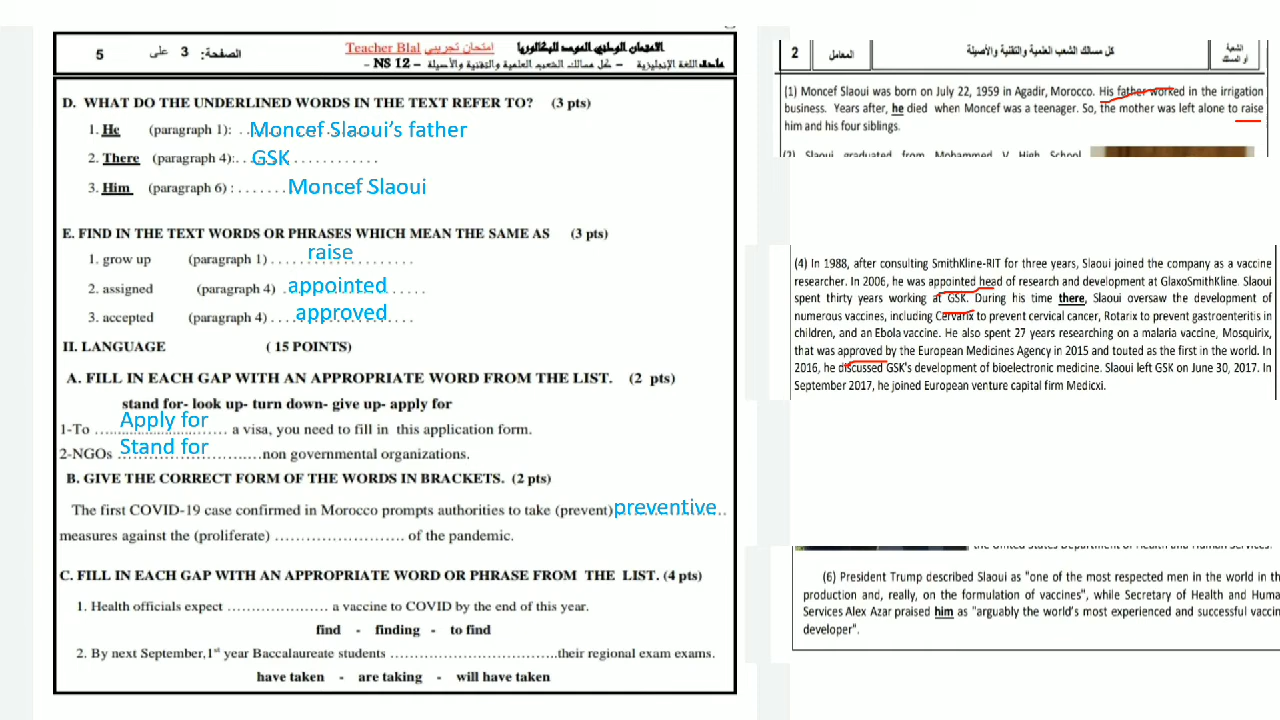 الامتحان الوطني الموحد للبكالوريا
امتحان تجريبي Teacher Blal
الصفحة: 3 على 5
اللغة الإنجليزية – كل مسالك الشعب العلمية والتقنية والأصيلة – NS 12 -
D. WHAT DO THE UNDERLINED WORDS IN THE TEXT REFER TO? (3 pts)
1. He (paragraph 1): Moncef Slaoui's father
2. There (paragraph 4): GSK
3. Him (paragraph 6) : Moncef Slaoui
E. FIND IN THE TEXT WORDS OR PHRASES WHICH MEAN THE SAME AS (3 pts)
1. grow up (paragraph 1) raise
2. assigned (paragraph 4) appointed
3. accepted (paragraph 4) approved
II. LANGUAGE ( 15 POINTS)
A. FILL IN EACH GAP WITH AN APPROPRIATE WORD FROM THE LIST. (2 pts)
stand for- look up- turn down- give up- apply for
1-To Apply for a visa, you need to fill in this application form.
2-NGOs Stand for non governmental organizations.
B. GIVE THE CORRECT FORM OF THE WORDS IN BRACKETS. (2 pts)
The first COVID-19 case confirmed in Morocco prompts authorities to take (prevent) preventive
measures against the (proliferate) ........................... of the pandemic.
C. FILL IN EACH GAP WITH AN APPROPRIATE WORD OR PHRASE FROM THE LIST. (4 pts)
1. Health officials expect ..................... a vaccine to COVID by the end of this year.
find - finding - to find
2. By next September,1st year Baccalaureate students ...................................their regional exam exams.
have taken - are taking - will have taken
2 المعامل كل مسالك الشعب العلمية والتقنية والأصيلة الشعبة أو المسلك
(1) Moncef Slaoui was born on July 22, 1959 in Agadir, Morocco. His father worked in the irrigation
business. Years after, he died when Moncef was a teenager. So, the mother was left alone to raise
him and his four siblings.
(2) Slaoui graduated from Mohammed V High School
(4) In 1988, after consulting SmithKline-RIT for three years, Slaoui joined the company as a vaccine
researcher. In 2006, he was appointed head of research and development at GlaxoSmithKline. Slaoui
spent thirty years working at GSK. During his time there, Slaoui oversaw the development of
numerous vaccines, including Cervarix to prevent cervical cancer, Rotarix to prevent gastroenteritis in
children, and an Ebola vaccine. He also spent 27 years researching on a malaria vaccine, Mosquirix,
that was approved by the European Medicines Agency in 2015 and touted as the first in the world. In
2016, he discussed GSK's development of bioelectronic medicine. Slaoui left GSK on June 30, 2017. In
September 2017, he joined European venture capital firm Medicxi.
the United States Department of Health and Human Services.
(6) President Trump described Slaoui as "one of the most respected men in the world in th
production and, really, on the formulation of vaccines", while Secretary of Health and Huma
Services Alex Azar praised him as "arguably the world's most experienced and successful vaccin
developer".